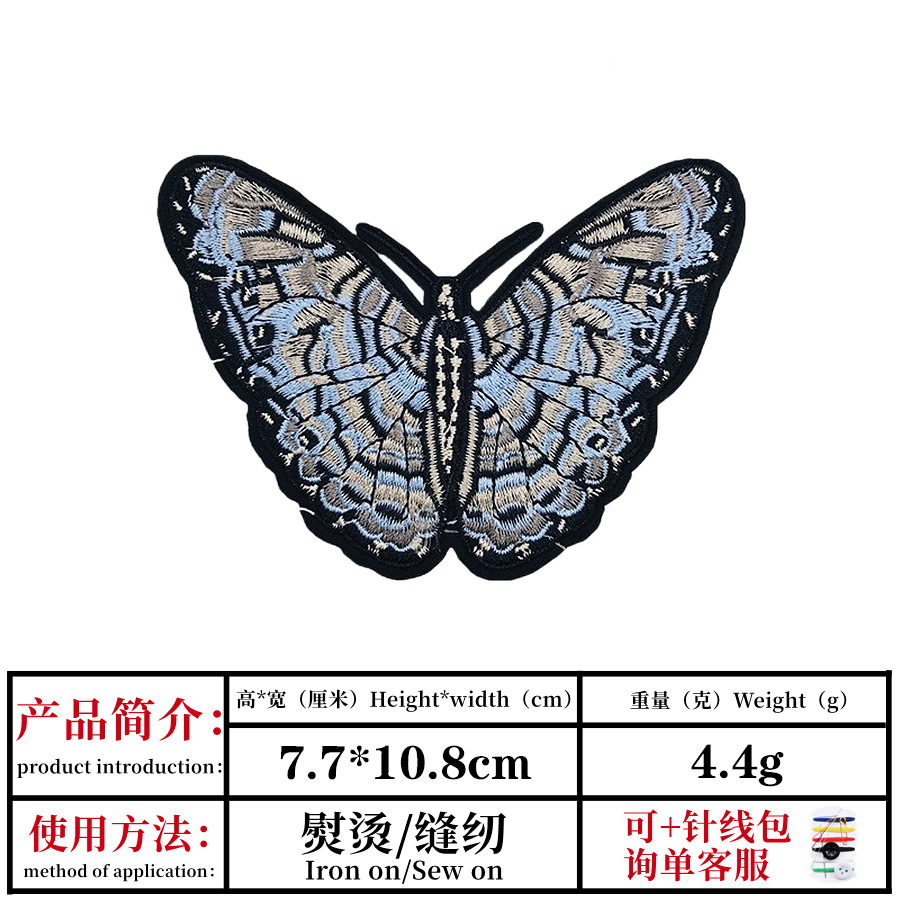 产品简介：
product introduction:
高*宽（厘米）Height*width（cm）
重量（克）Weight（g）
7.7*10.8cm
4.4g
使用方法：
method of application:
熨烫/缝纫
Iron on/Sew on
可+针线包
询单客服